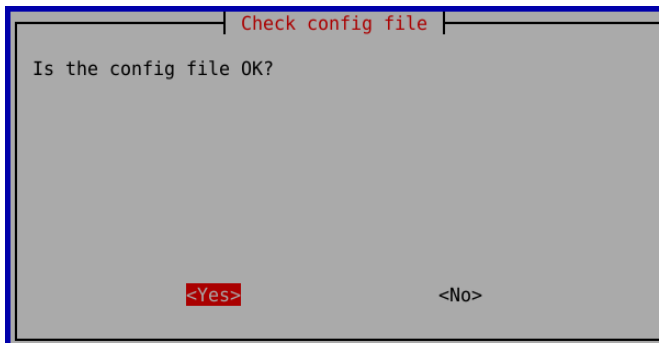 Check config file
Is the config file OK?
<Yes> <No>